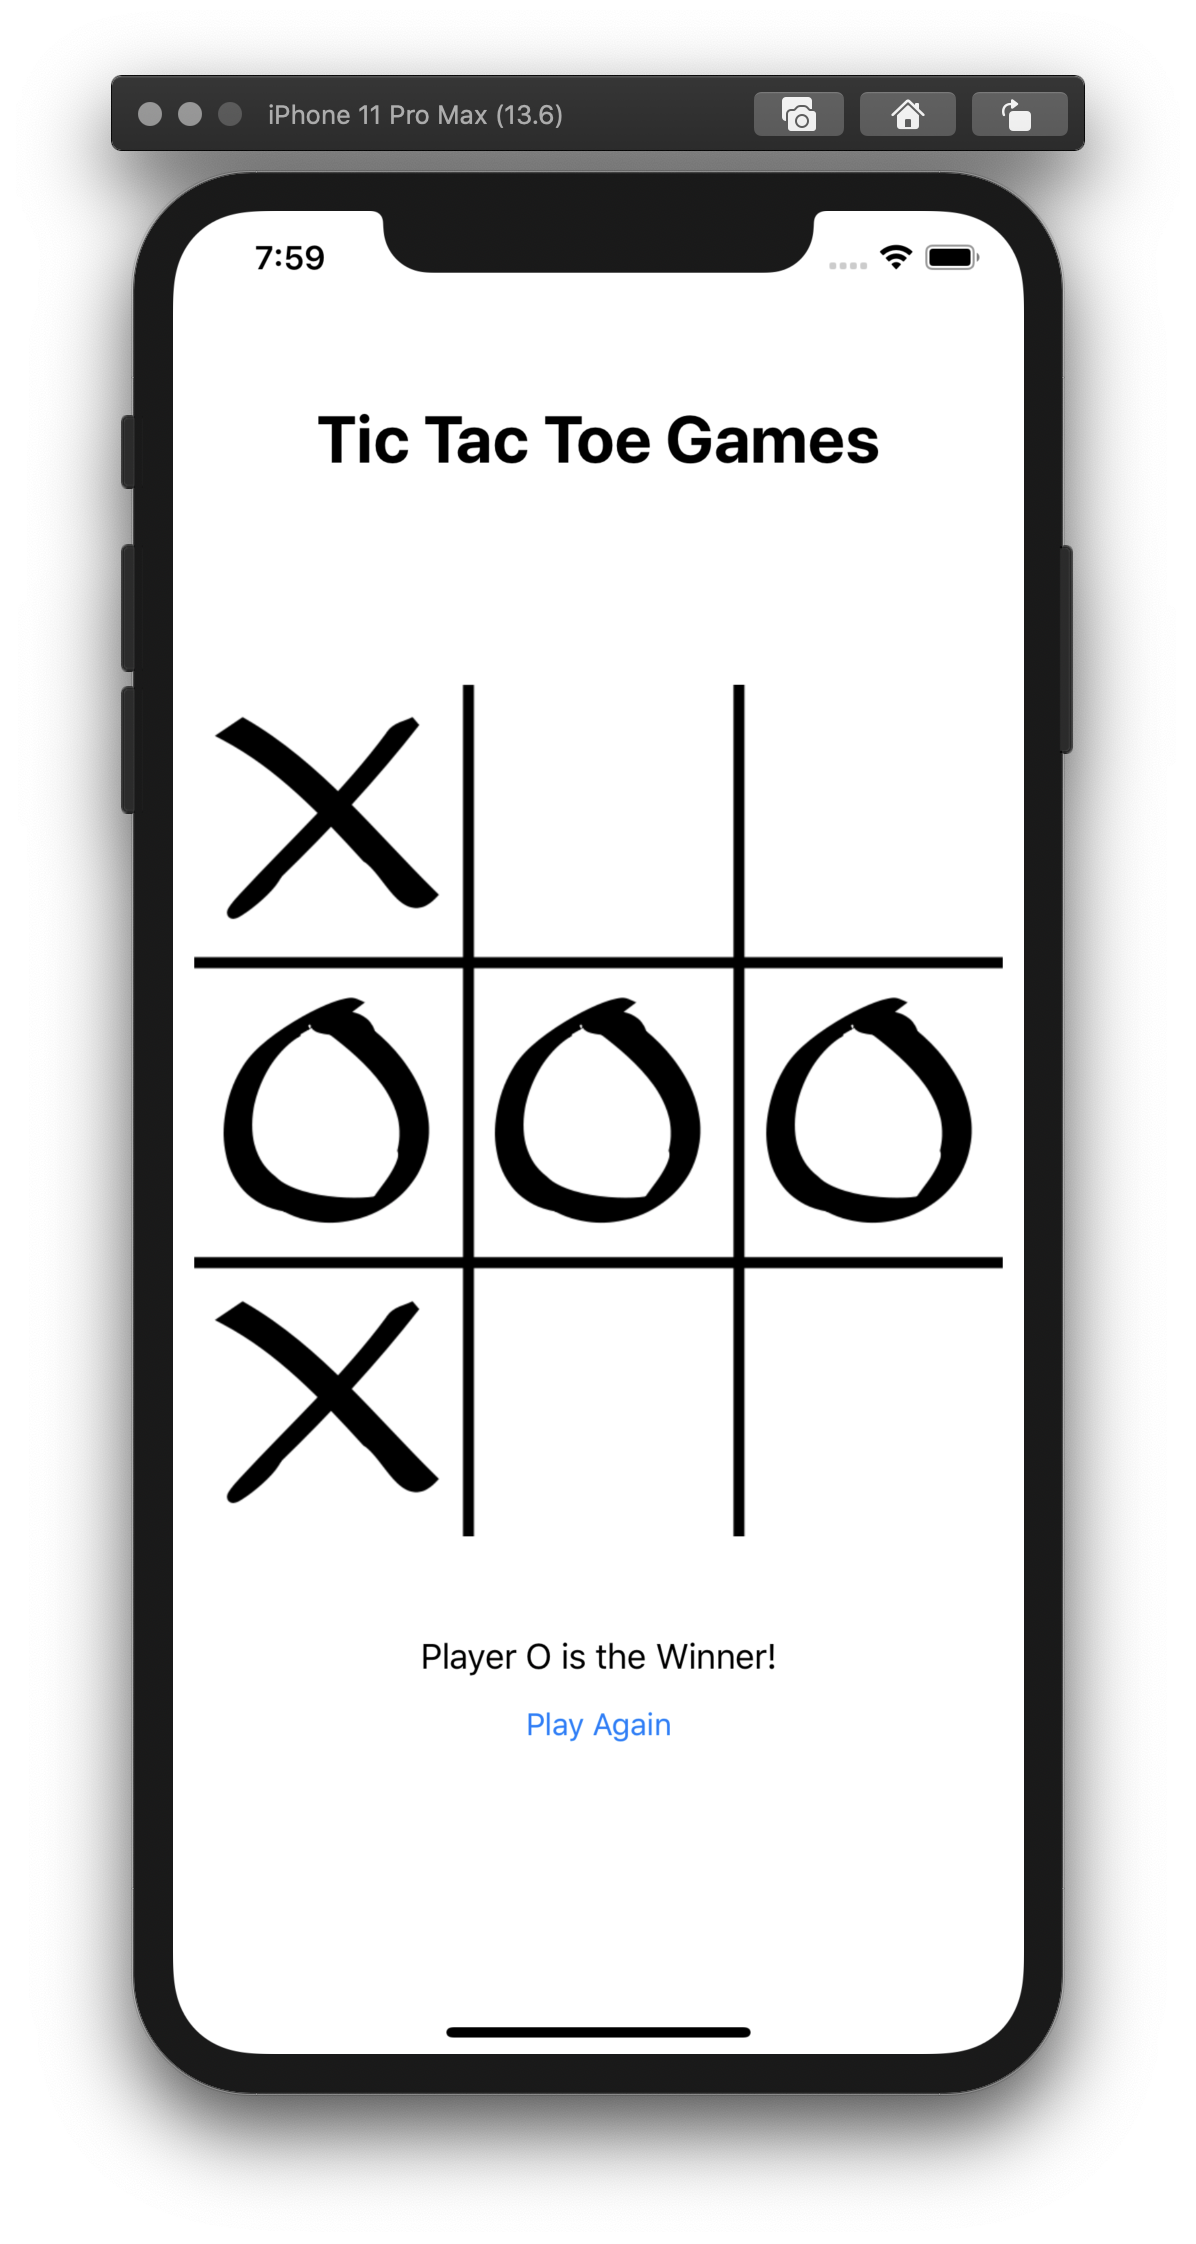 iPhone 11 Pro Max (13.6)
7:59
Tic Tac Toe Games
X
O O O
X
Player O is the Winner!
Play Again